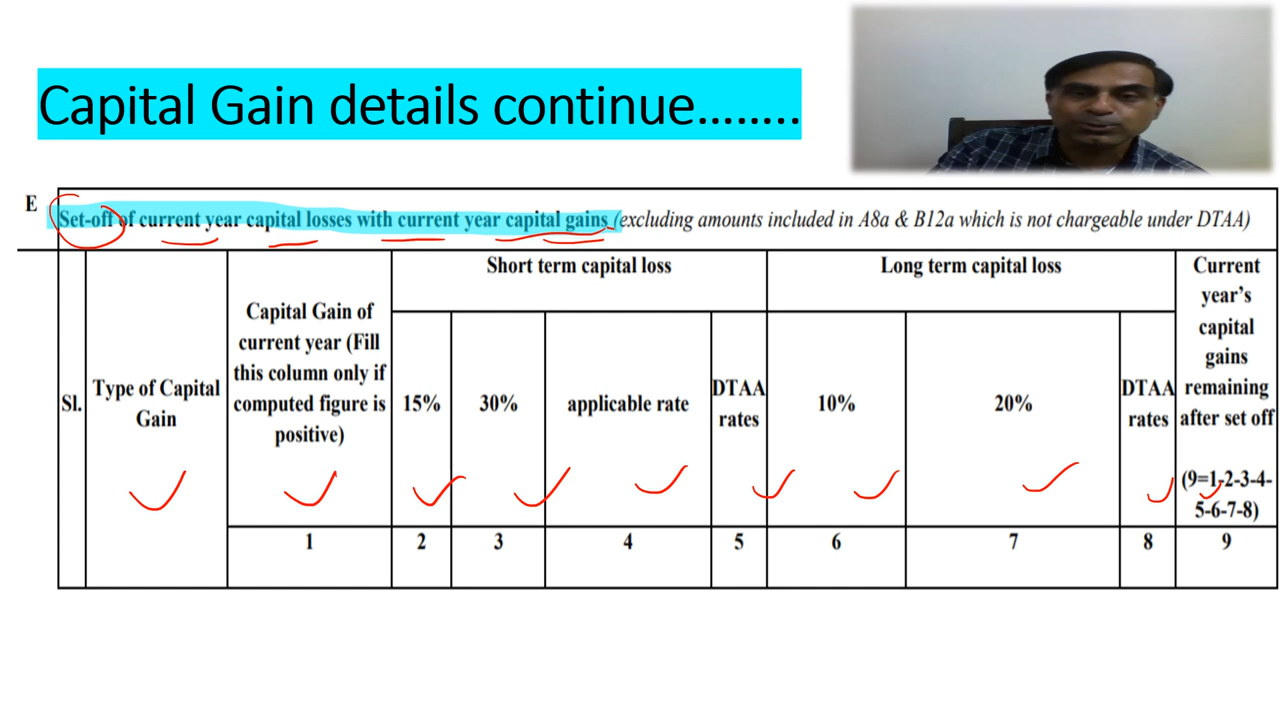 Capital Gain details continue……..
E
Set-off of current year capital losses with current year capital gains (excluding amounts included in A8a & B12a which is not chargeable under DTAA)
Sl.
Type of Capital
Gain
Capital Gain of
current year (Fill
this column only if
computed figure is
positive)
Short term capital loss
15%
30%
applicable rate
DTAA
rates
Long term capital loss
10%
20%
DTAA
rates
Current
year’s
capital
gains
remaining
after set off
(9=1-2-3-4-
5-6-7-8)
1 2 3 4 5 6 7 8 9